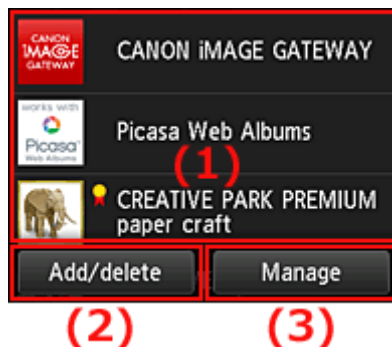 CANON
iMAGE
GATEWAY
CANON iMAGE GATEWAY
works with
Picasa
Web Albums
Picasa Web Albums
(1)
CREATIVE PARK PREMIUM
paper craft
Add/delete
Manage
(2)
(3)